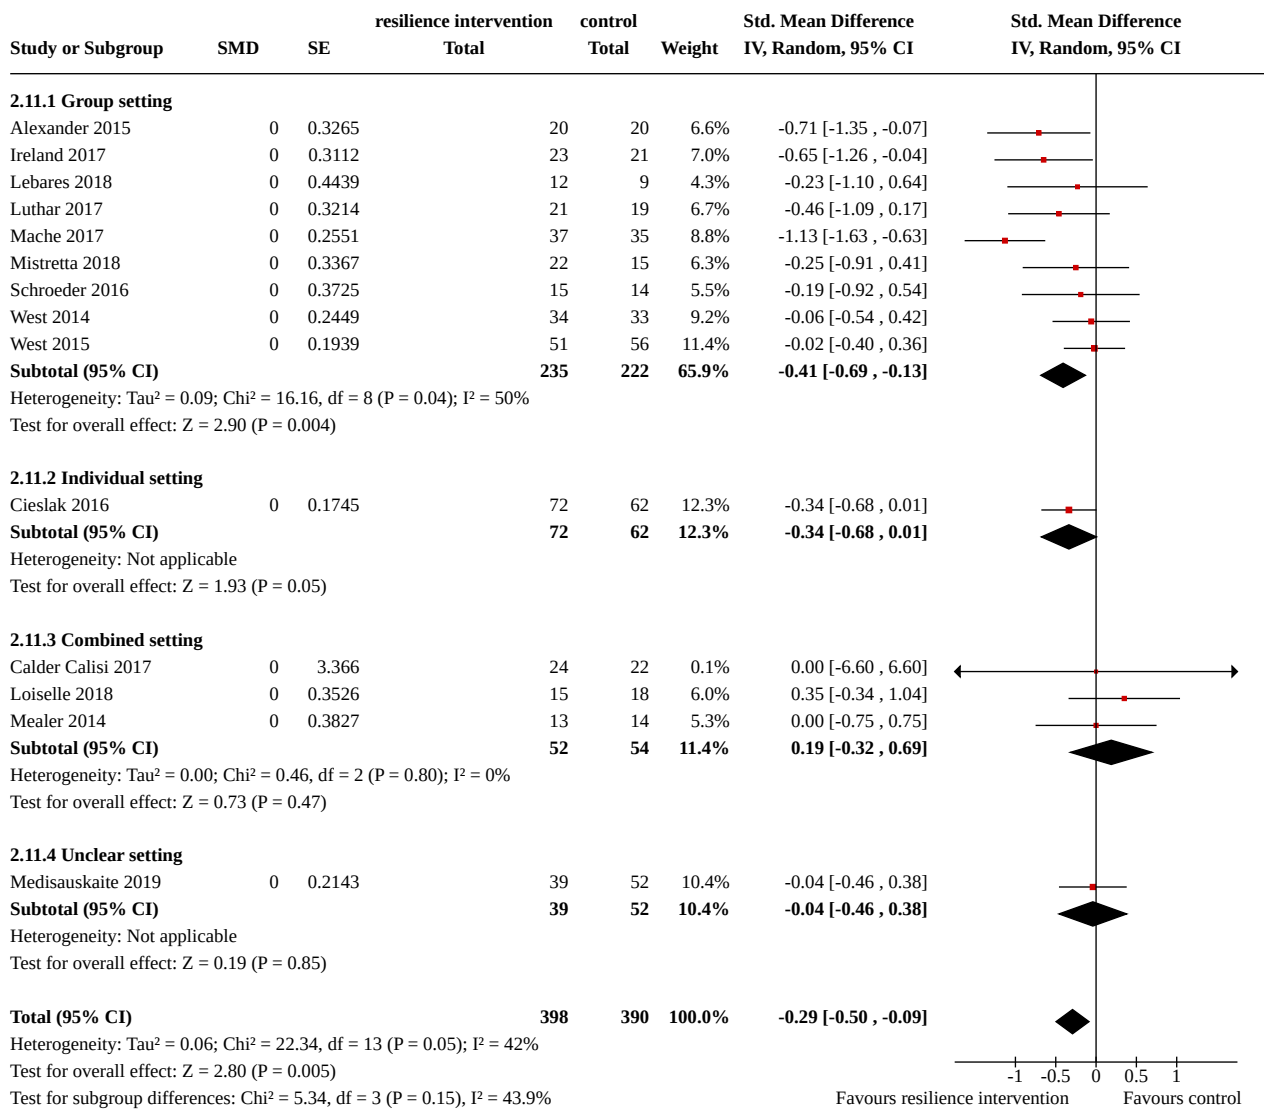 resilience intervention control Std. Mean Difference Std. Mean Difference
Study or Subgroup SMD SE Total Total Weight IV, Random, 95% CI IV, Random, 95% CI
2.11.1 Group setting
Alexander 2015 0 0.3265 20 20 6.6% -0.71 [-1.35 , -0.07]
Ireland 2017 0 0.3112 23 21 7.0% -0.65 [-1.26 , -0.04]
Lebares 2018 0 0.4439 12 9 4.3% -0.23 [-1.10 , 0.64]
Luthar 2017 0 0.3214 21 19 6.7% -0.46 [-1.09 , 0.17]
Mache 2017 0 0.2551 37 35 8.8% -1.13 [-1.63 , -0.63]
Mistretta 2018 0 0.3367 22 15 6.3% -0.25 [-0.91 , 0.41]
Schroeder 2016 0 0.3725 15 14 5.5% -0.19 [-0.92 , 0.54]
West 2014 0 0.2449 34 33 9.2% -0.06 [-0.54 , 0.42]
West 2015 0 0.1939 51 56 11.4% -0.02 [-0.40 , 0.36]
Subtotal (95% CI) 235 222 65.9% -0.41 [-0.69 , -0.13]
Heterogeneity: Tau² = 0.09; Chi² = 16.16, df = 8 (P = 0.04); I² = 50%
Test for overall effect: Z = 2.90 (P = 0.004)
2.11.2 Individual setting
Cieslak 2016 0 0.1745 72 62 12.3% -0.34 [-0.68 , 0.01]
Subtotal (95% CI) 72 62 12.3% -0.34 [-0.68 , 0.01]
Heterogeneity: Not applicable
Test for overall effect: Z = 1.93 (P = 0.05)
2.11.3 Combined setting
Calder Calisi 2017 0 3.366 24 22 0.1% 0.00 [-6.60 , 6.60]
Loiselle 2018 0 0.3526 15 18 6.0% 0.35 [-0.34 , 1.04]
Mealer 2014 0 0.3827 13 14 5.3% 0.00 [-0.75 , 0.75]
Subtotal (95% CI) 52 54 11.4% 0.19 [-0.32 , 0.69]
Heterogeneity: Tau² = 0.00; Chi² = 0.46, df = 2 (P = 0.80); I² = 0%
Test for overall effect: Z = 0.73 (P = 0.47)
2.11.4 Unclear setting
Medisauskaite 2019 0 0.2143 39 52 10.4% -0.04 [-0.46 , 0.38]
Subtotal (95% CI) 39 52 10.4% -0.04 [-0.46 , 0.38]
Heterogeneity: Not applicable
Test for overall effect: Z = 0.19 (P = 0.85)
Total (95% CI) 398 390 100.0% -0.29 [-0.50 , -0.09]
Heterogeneity: Tau² = 0.06; Chi² = 22.34, df = 13 (P = 0.05); I² = 42%
Test for overall effect: Z = 2.80 (P = 0.005) -1 -0.5 0 0.5 1
Test for subgroup differences: Chi² = 5.34, df = 3 (P = 0.15), I² = 43.9% Favours resilience intervention Favours control